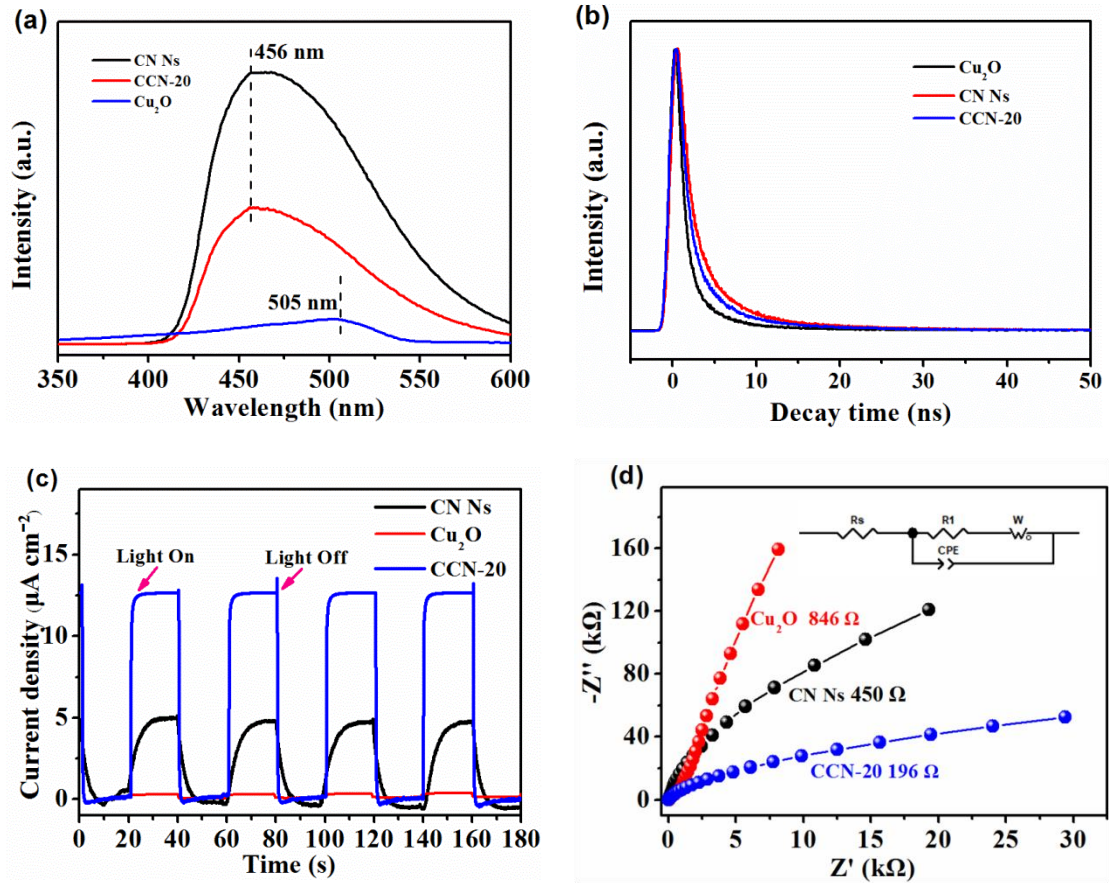 (a)
CN Ns
CCN-20
Cu₂O
456 nm
505 nm
Intensity (a.u.)
350 400 450 500 550 600
Wavelength (nm)
(b)
Cu₂O
CN Ns
CCN-20
Intensity (a.u.)
0 10 20 30 40 50
Decay time (ns)
(c)
CN Ns
Cu₂O
CCN-20
Light On
Light Off
Current density (µA cm⁻²)
15
10
5
0
0 20 40 60 80 100 120 140 160 180
Time (s)
(d)
Rs R1 W
CPE
Cu₂O 846 Ω
CN Ns 450 Ω
CCN-20 196 Ω
-Z'' (kΩ)
160
120
80
40
0
0 5 10 15 20 25 30
Z' (kΩ)